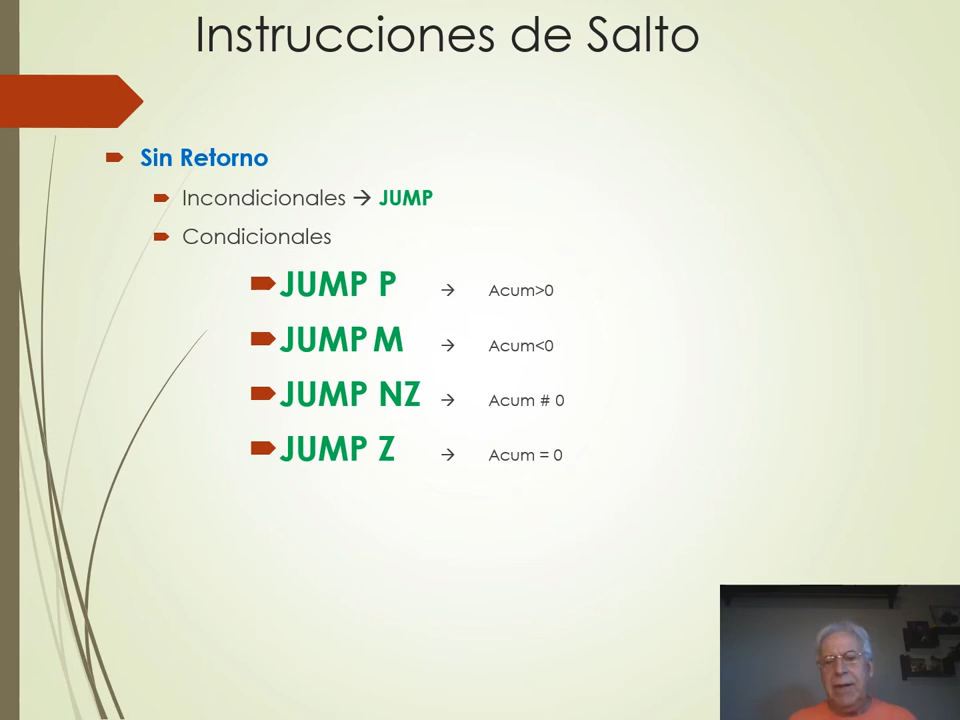 Instrucciones de Salto
Sin Retorno
Incondicionales → JUMP
Condicionales
JUMP P → Acum>0
JUMP M → Acum<0
JUMP NZ → Acum # 0
JUMP Z → Acum = 0